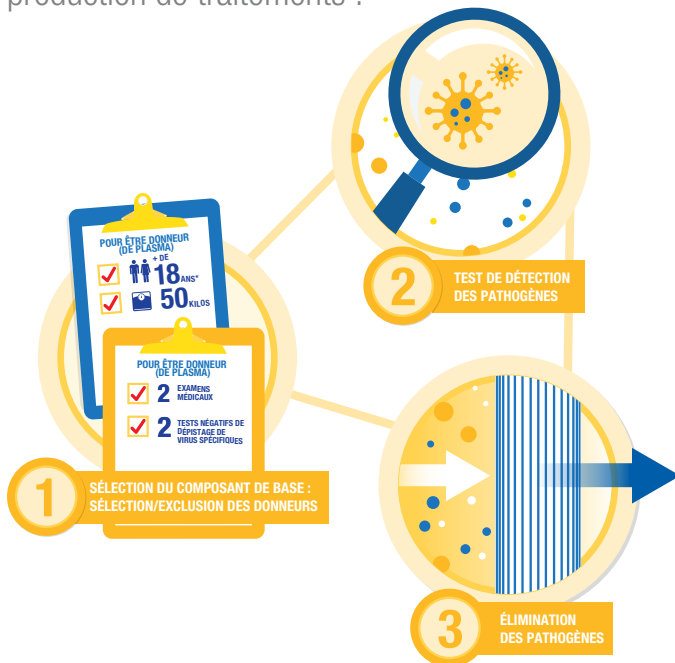 production de traitements :
POUR ÊTRE DONNEUR
(DE PLASMA)
+ DE
18 ANS*
50 KILOS
POUR ÊTRE DONNEUR
(DE PLASMA)
2 EXAMENS
MÉDICAUX
2 TESTS NÉGATIFS DE
DÉPISTAGE DE
VIRUS SPÉCIFIQUES
1
SÉLECTION DU COMPOSANT DE BASE :
SÉLECTION/EXCLUSION DES DONNEURS
2
TEST DE DÉTECTION
DES PATHOGÈNES
3
ÉLIMINATION
DES PATHOGÈNES